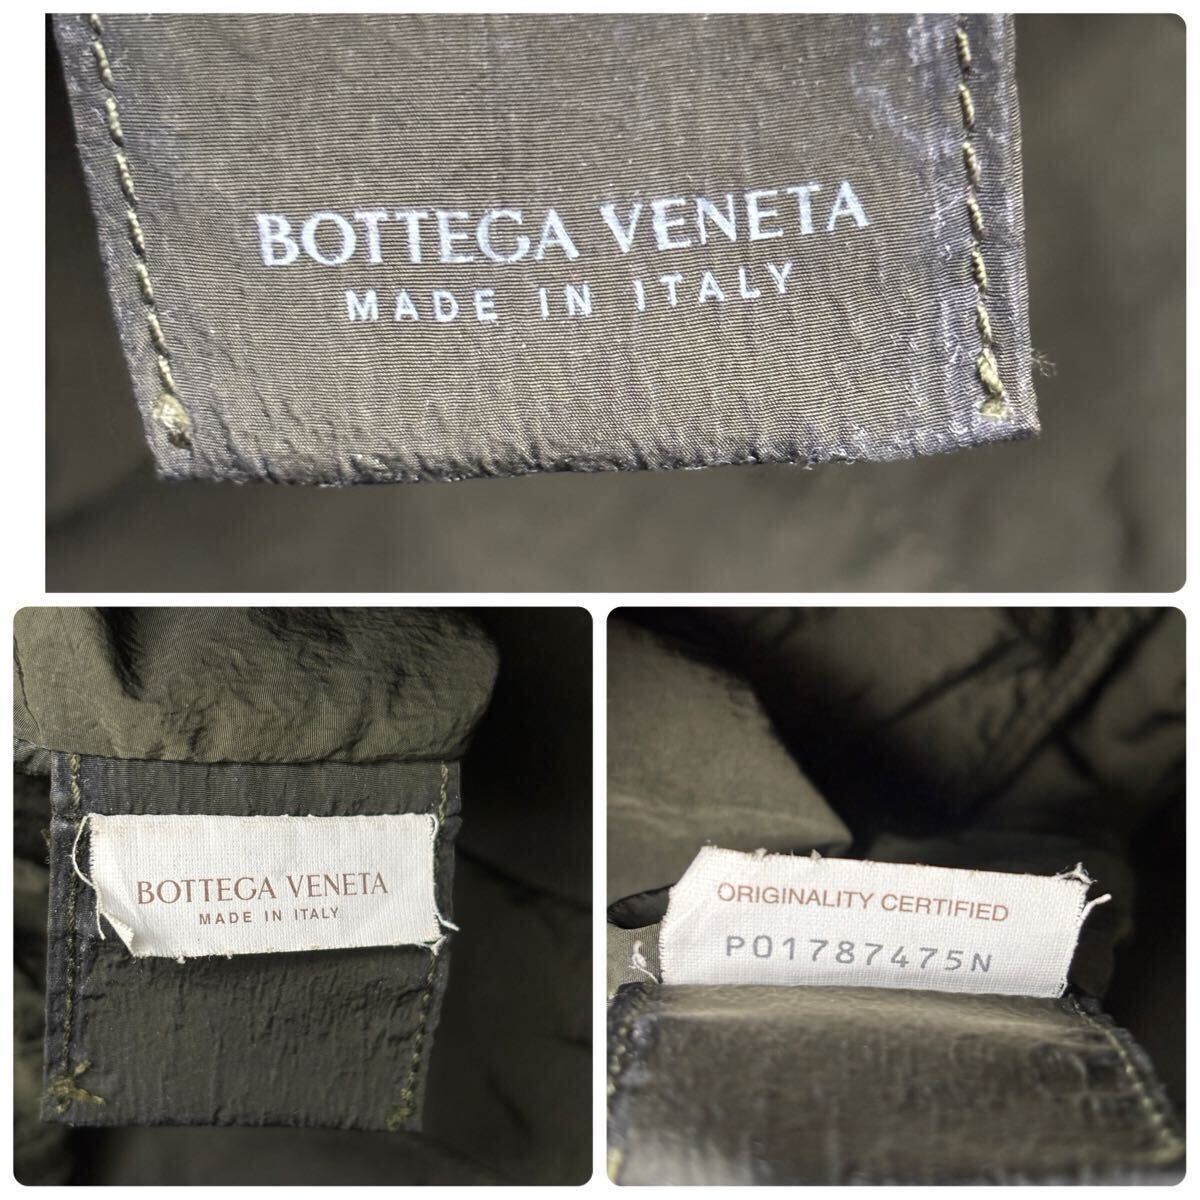 BOTTEGA VENETA
MADE IN ITALY
BOTTEGA VENETA
MADE IN ITALY
ORIGINALITY CERTIFIED
P01787475N